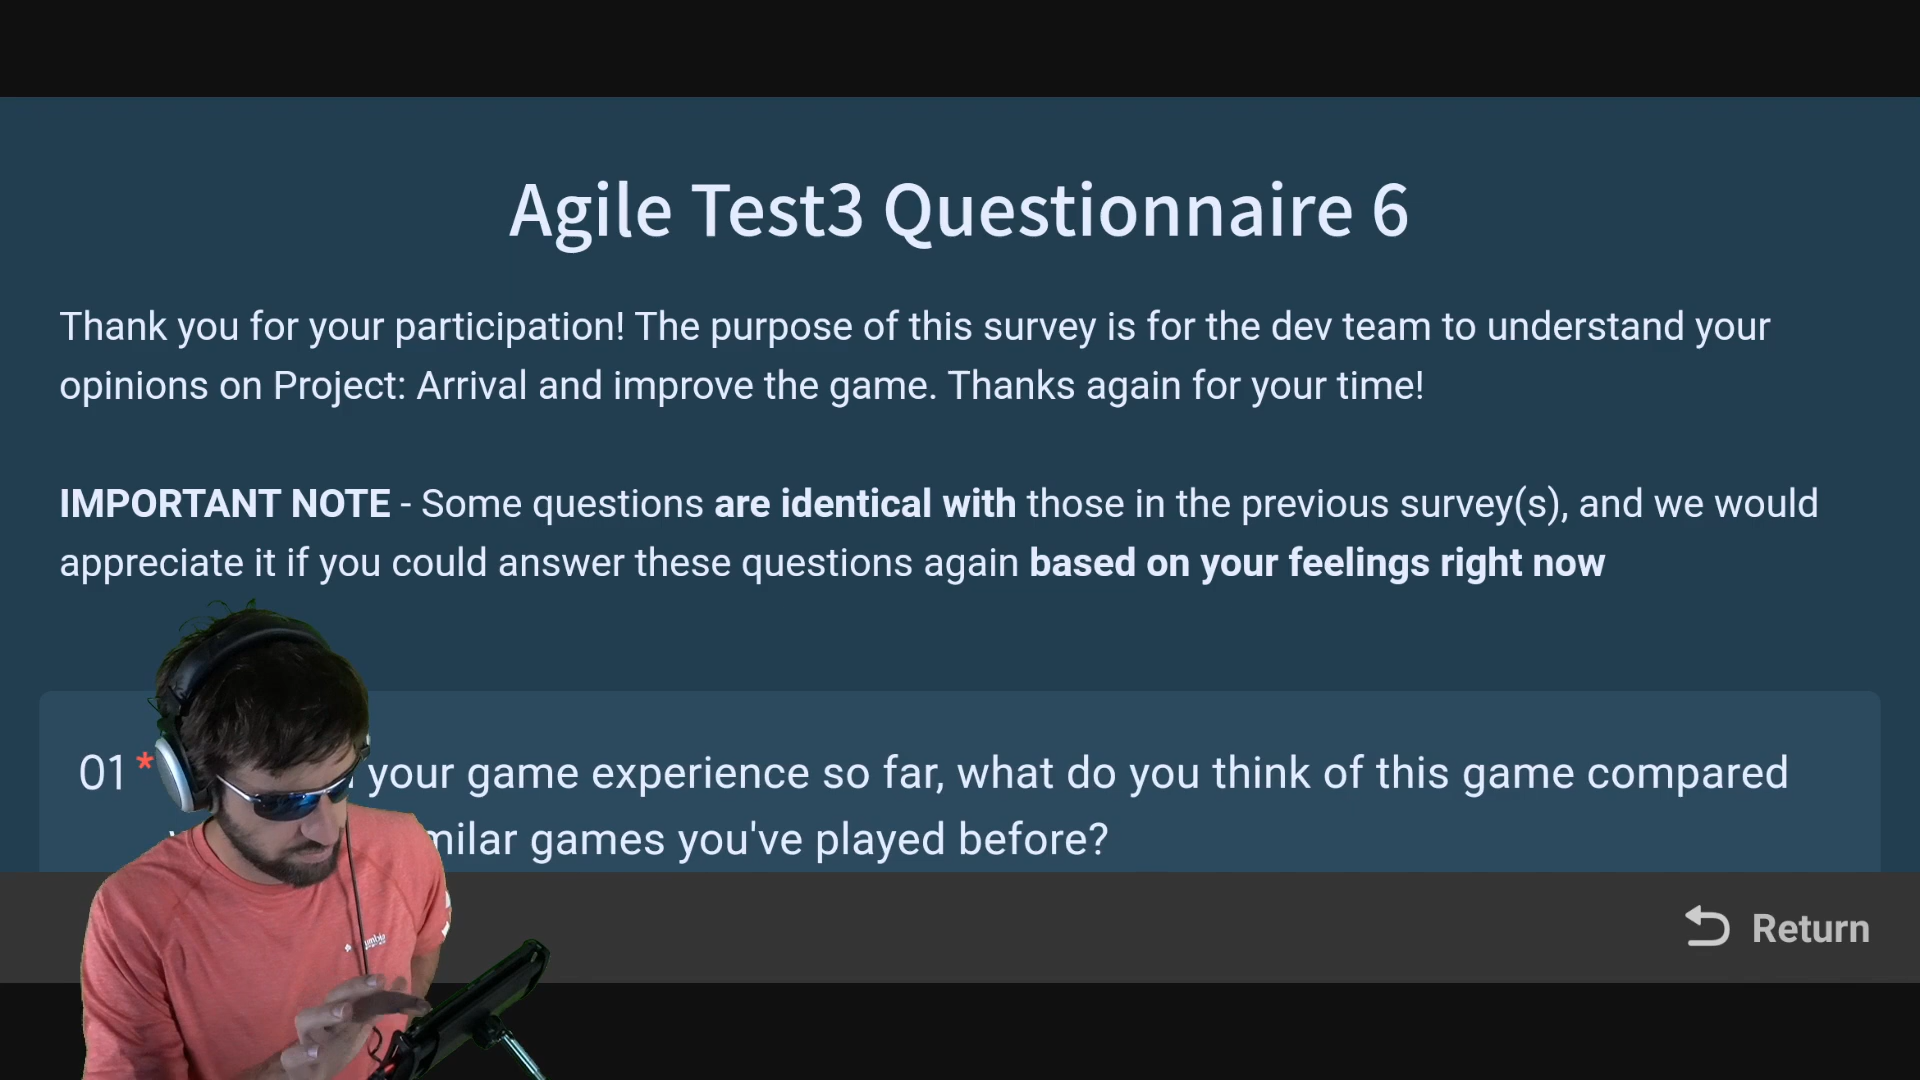 Agile Test3 Questionnaire 6
Thank you for your participation! The purpose of this survey is for the dev team to understand your
opinions on Project: Arrival and improve the game. Thanks again for your time!
IMPORTANT NOTE - Some questions are identical with those in the previous survey(s), and we would
appreciate it if you could answer these questions again based on your feelings right now
01 * your game experience so far, what do you think of this game compared
games you've played before?
Return